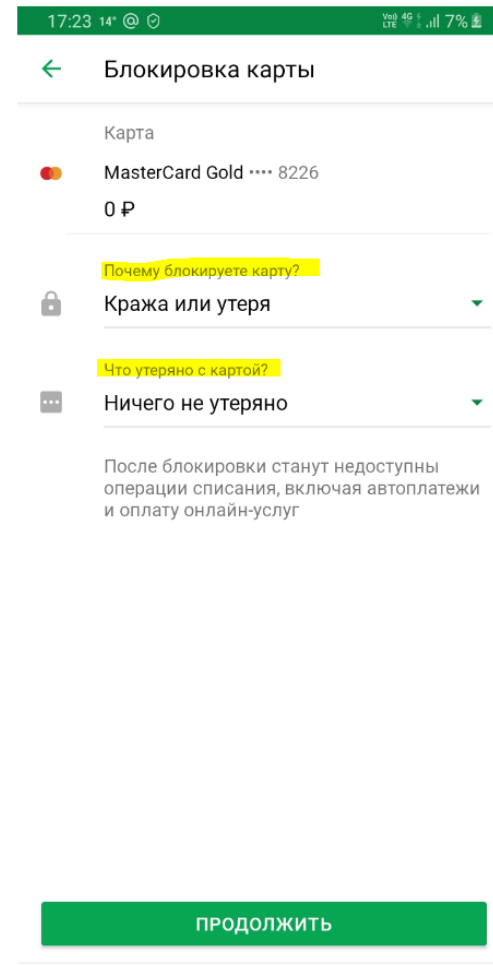 17:23 14° @
Vo) 4G
LTE 7%
Блокировка карты
Карта
MasterCard Gold •••• 8226
0 ₽
Почему блокируете карту?
Кража или утеря
Что утеряно с картой?
Ничего не утеряно
После блокировки станут недоступны
операции списания, включая автоплатежи
и оплату онлайн-услуг
ПРОДОЛЖИТЬ